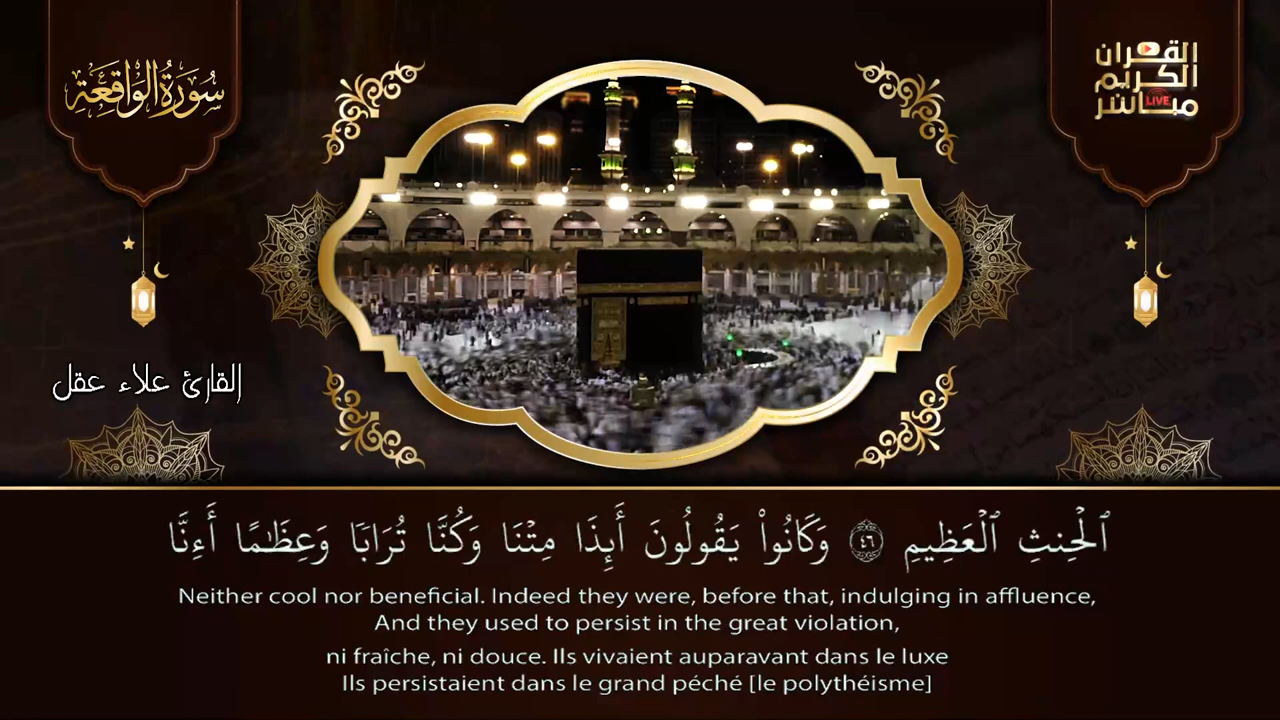 سُورَةُ الْوَاقِعَة
القرآن
الكريم
مباشر
LIVE
القارئ علاء عقل
ٱلْحِنثِ ٱلْعَظِيمِ ٤٦ وَكَانُواْ يَقُولُونَ أَئِذَا مِتْنَا وَكُنَّا تُرَابٗا وَعِظَٰمًا أَءِنَّا
Neither cool nor beneficial. Indeed they were, before that, indulging in affluence,
And they used to persist in the great violation,
ni fraîche, ni douce. Ils vivaient auparavant dans le luxe
Ils persistaient dans le grand péché [le polythéisme]